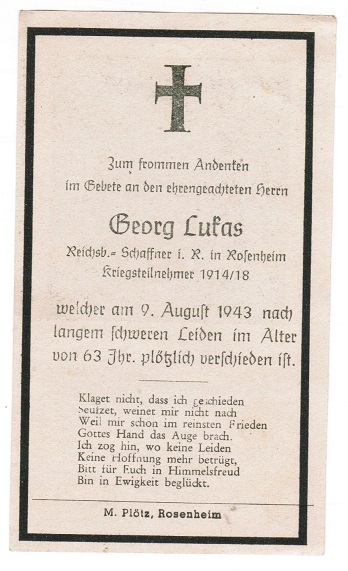 Zum frommen Andenken
im Gebete an den ehrengeachteten Herrn
Georg Lukas
Reichsb.= Schaffner i. R. in Rosenheim
Kriegsteilnehmer 1914/18
welcher am 9. August 1943 nach
langem schweren Leiden im Alter
von 63 Ihr. plötzlich verschieden ist.
Klaget nicht, dass ich geschieden
Seufzet, weinet mir nicht nach
Weil mir schon im reinsten Frieden
Gottes Hand das Auge brach.
Ich zog hin, wo keine Leiden
Keine Hoffnung mehr betrügt,
Bitt für Euch in Himmelsfreud
Bin in Ewigkeit beglückt.
M. Plötz, Rosenheim